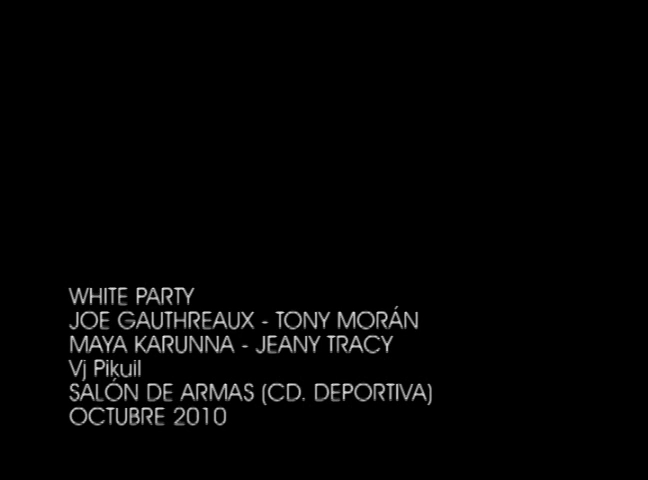 WHITE PARTY
JOE GAUTHREAUX - TONY MORÁN
MAYA KARUNNA - JEANY TRACY
Vj Pikuil
SALÓN DE ARMAS (CD. DEPORTIVA)
OCTUBRE 2010